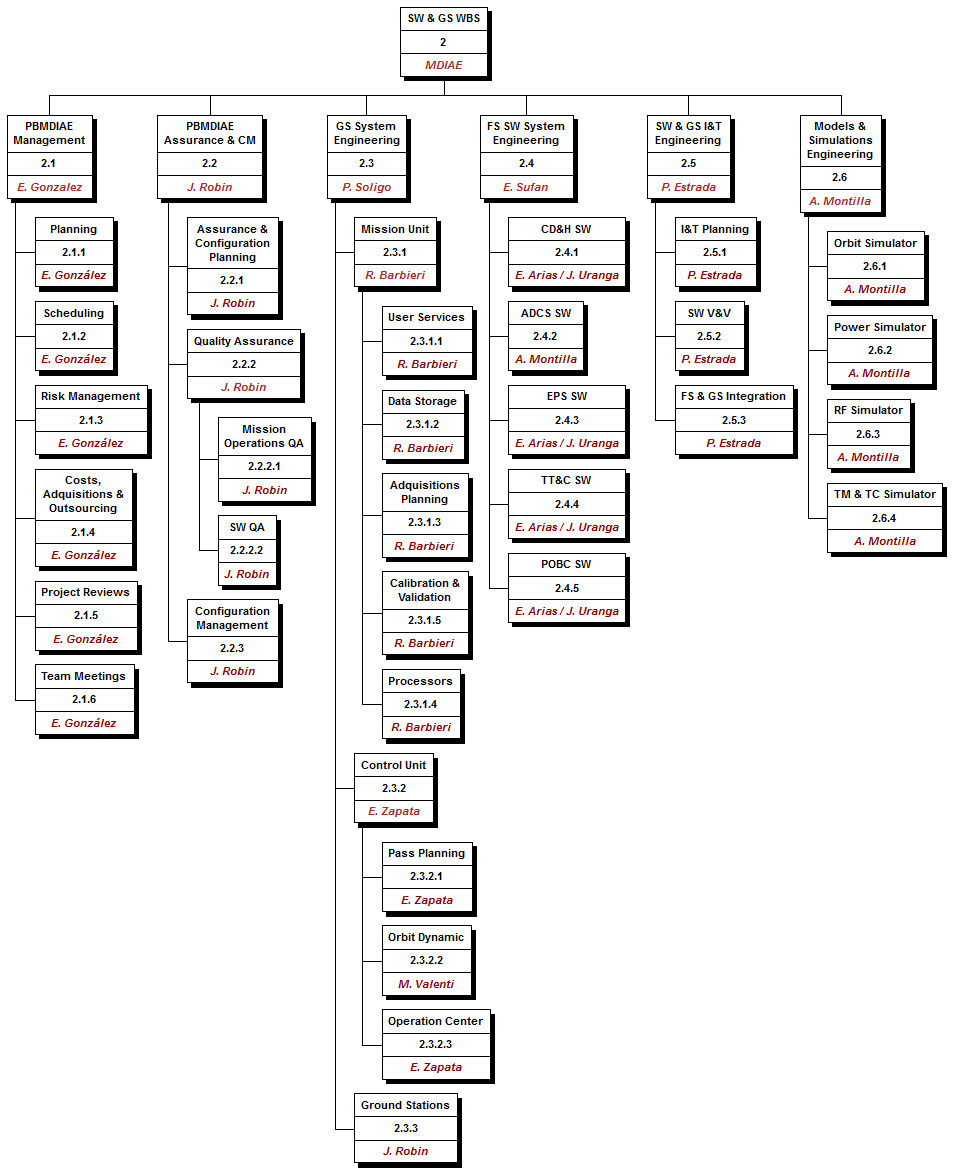 SW & GS WBS
2
MDIAE
PBMDIAE
Management
2.1
E. Gonzalez
Planning
2.1.1
E. González
Scheduling
2.1.2
E. González
Risk Management
2.1.3
E. González
Costs,
Adquisitions &
Outsourcing
2.1.4
E. González
Project Reviews
2.1.5
E. González
Team Meetings
2.1.6
E. González
PBMDIAE
Assurance & CM
2.2
J. Robin
Assurance &
Configuration
Planning
2.2.1
J. Robin
Quality Assurance
2.2.2
J. Robin
Mission
Operations QA
2.2.2.1
J. Robin
SW QA
2.2.2.2
J. Robin
Configuration
Management
2.2.3
J. Robin
GS System
Engineering
2.3
P. Soligo
Mission Unit
2.3.1
R. Barbieri
User Services
2.3.1.1
R. Barbieri
Data Storage
2.3.1.2
R. Barbieri
Adquisitions
Planning
2.3.1.3
R. Barbieri
Calibration &
Validation
2.3.1.5
R. Barbieri
Processors
2.3.1.4
R. Barbieri
Control Unit
2.3.2
E. Zapata
Pass Planning
2.3.2.1
E. Zapata
Orbit Dynamic
2.3.2.2
M. Valenti
Operation Center
2.3.2.3
E. Zapata
Ground Stations
2.3.3
J. Robin
FS SW System
Engineering
2.4
E. Sufan
CD&H SW
2.4.1
E. Arias / J. Uranga
ADCS SW
2.4.2
A. Montilla
EPS SW
2.4.3
E. Arias / J. Uranga
TT&C SW
2.4.4
E. Arias / J. Uranga
POBC SW
2.4.5
E. Arias / J. Uranga
SW & GS I&T
Engineering
2.5
P. Estrada
I&T Planning
2.5.1
P. Estrada
SW V&V
2.5.2
P. Estrada
FS & GS Integration
2.5.3
P. Estrada
Models &
Simulations
Engineering
2.6
A. Montilla
Orbit Simulator
2.6.1
A. Montilla
Power Simulator
2.6.2
A. Montilla
RF Simulator
2.6.3
A. Montilla
TM & TC Simulator
2.6.4
A. Montilla